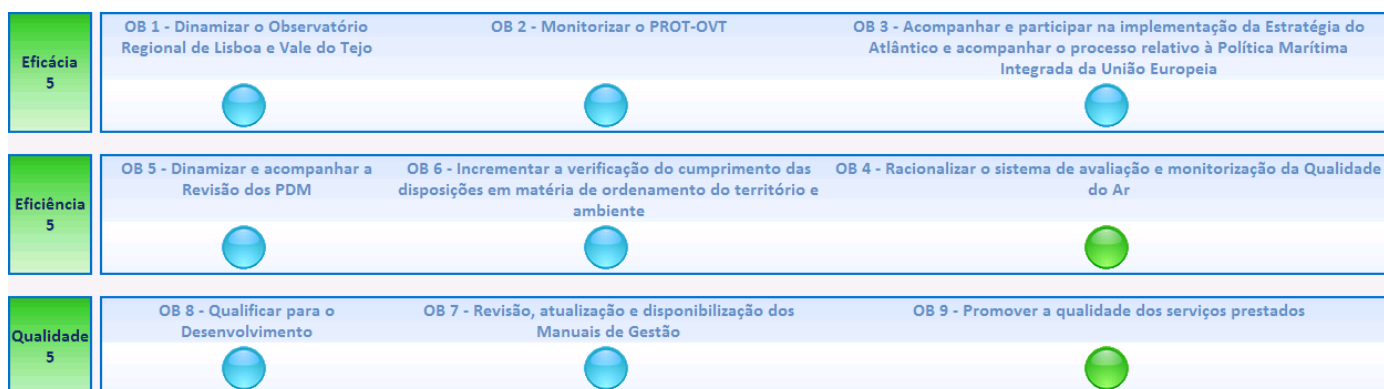 Eficácia
5
OB 1 - Dinamizar o Observatório
Regional de Lisboa e Vale do Tejo
OB 2 - Monitorizar o PROT-OVT
OB 3 - Acompanhar e participar na implementação da Estratégia do
Atlântico e acompanhar o processo relativo à Política Marítima
Integrada da União Europeia
Eficiência
5
OB 5 - Dinamizar e acompanhar a
Revisão dos PDM
OB 6 - Incrementar a verificação do cumprimento das
disposições em matéria de ordenamento do território e
ambiente
OB 4 - Racionalizar o sistema de avaliação e monitorização da Qualidade
do Ar
Qualidade
5
OB 8 - Qualificar para o
Desenvolvimento
OB 7 - Revisão, atualização e disponibilização dos
Manuais de Gestão
OB 9 - Promover a qualidade dos serviços prestados